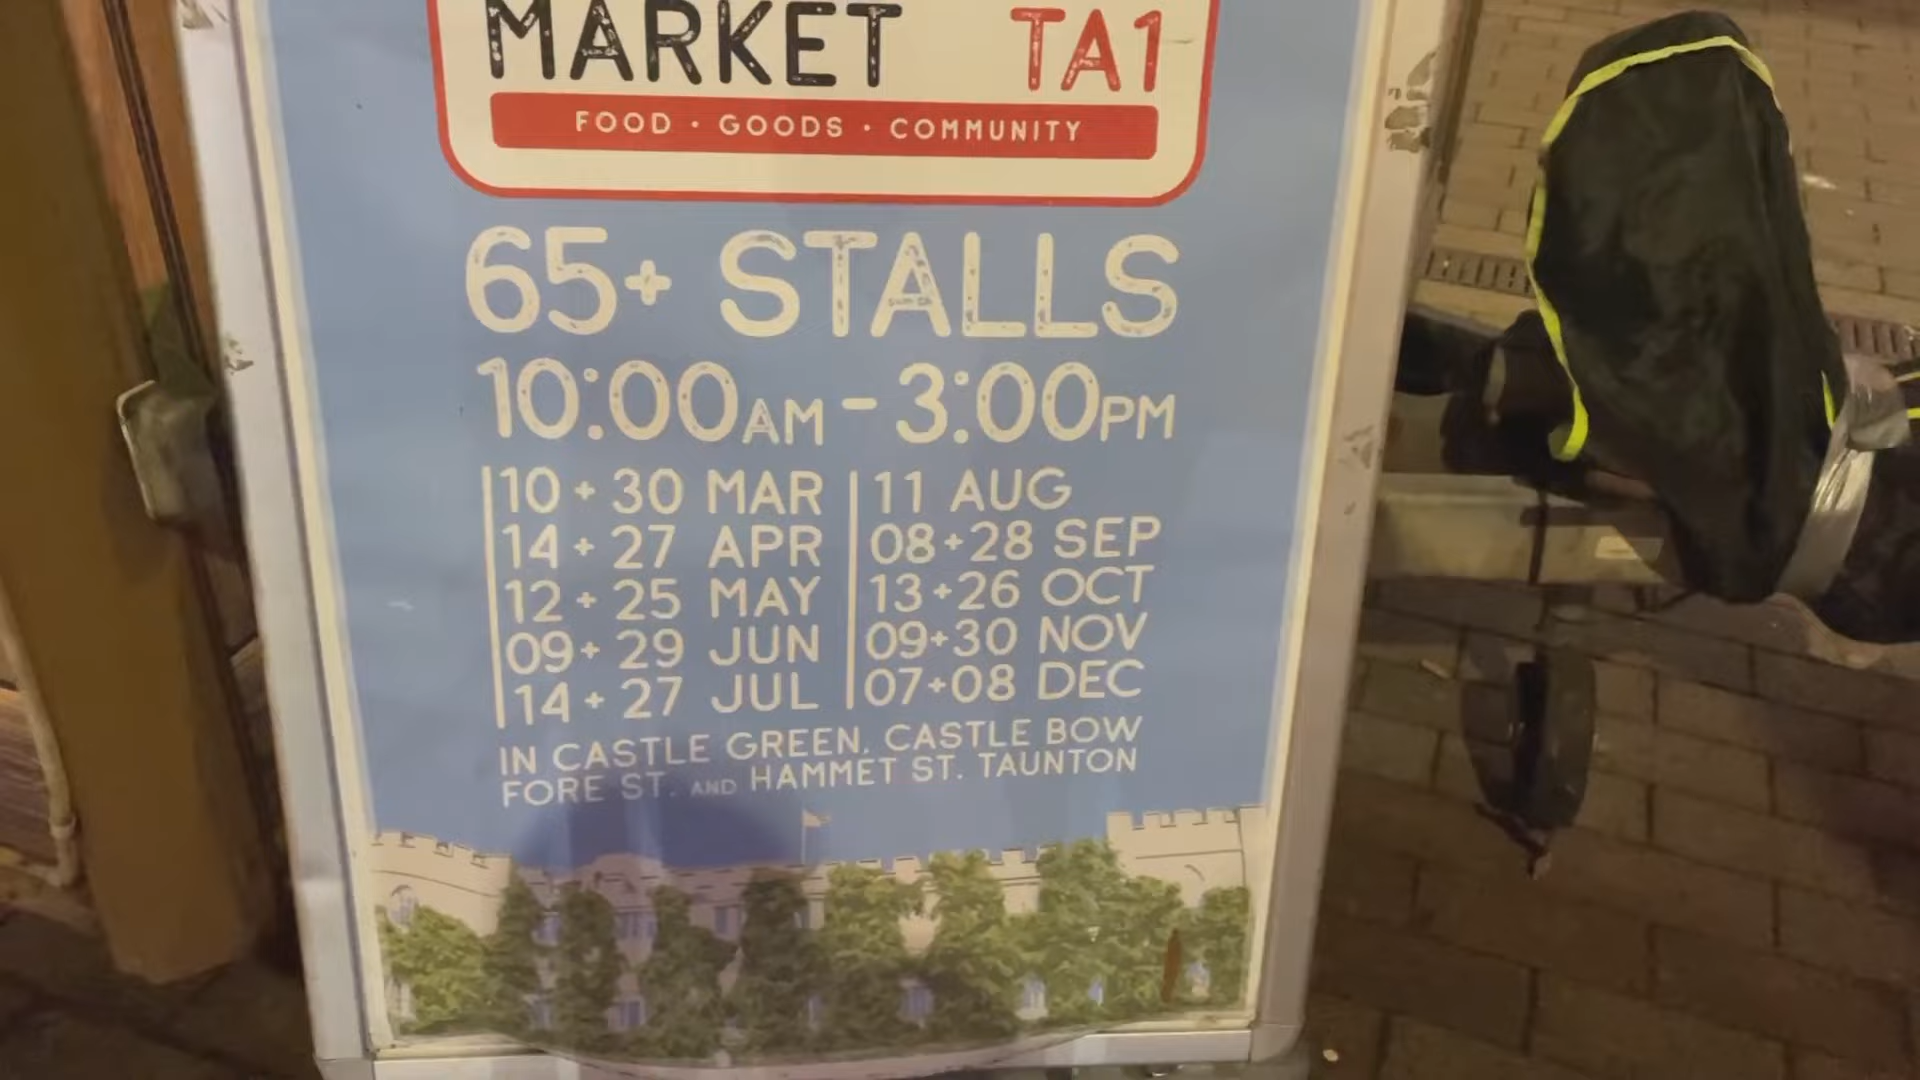 MARKET TA1
FOOD · GOODS · COMMUNITY
65+ STALLS
10:00AM - 3:00PM
10 + 30 MAR
14 + 27 APR
12 + 25 MAY
09 + 29 JUN
14 + 27 JUL
11 AUG
08+28 SEP
13+26 OCT
09+30 NOV
07+08 DEC
IN CASTLE GREEN, CASTLE BOW
FORE ST. AND HAMMET ST. TAUNTON